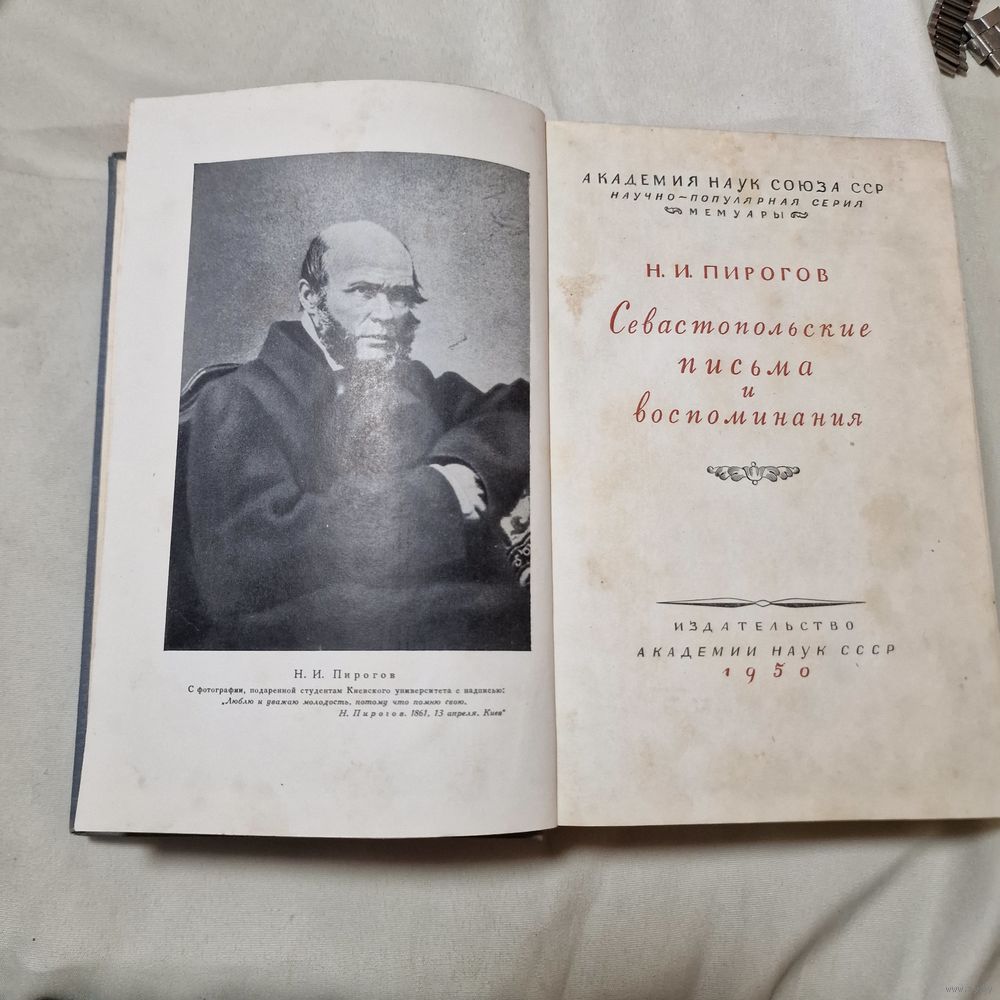 Н. И. Пирогов
С фотографии, подаренной студентам Киевского университета с надписью:
„Люблю и уважаю молодость, потому что помню свою.
Н. Пирогов. 1861, 13 апреля. Киев"
АКАДЕМИЯ НАУК СОЮЗА ССР
НАУЧНО-ПОПУЛЯРНАЯ СЕРИЯ
МЕМУАРЫ
Н. И. ПИРОГОВ
Севастопольские
письма
и
воспоминания
ИЗДАТЕЛЬСТВО
АКАДЕМИИ НАУК СССР
1950